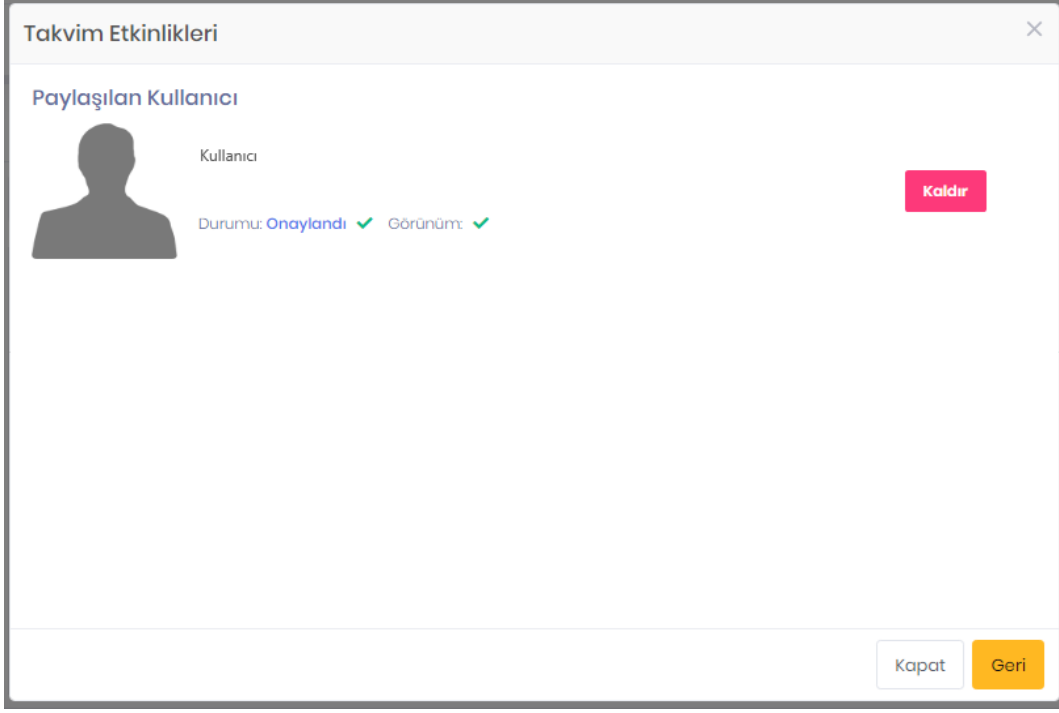 Takvim Etkinlikleri
Paylaşılan Kullanıcı
Kullanıcı
Kaldır
Durumu: Onaylandı Görünüm:
Kapat Geri